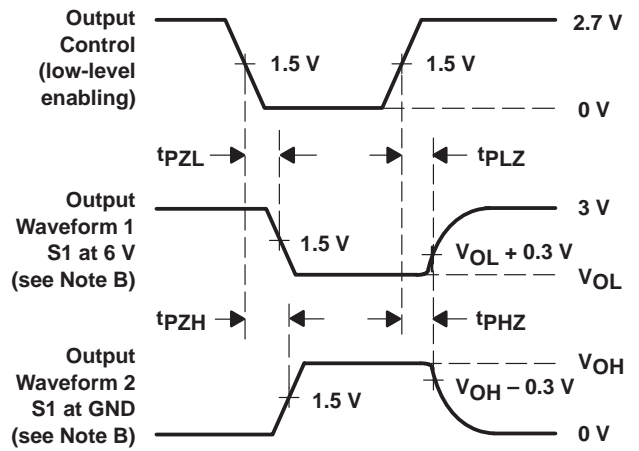 Output
Control
(low-level
enabling)
1.5 V
1.5 V
2.7 V
0 V
tPZL
tPLZ
Output
Waveform 1
S1 at 6 V
(see Note B)
1.5 V
3 V
VOL + 0.3 V
VOL
tPZH
tPHZ
Output
Waveform 2
S1 at GND
(see Note B)
1.5 V
VOH
VOH – 0.3 V
0 V